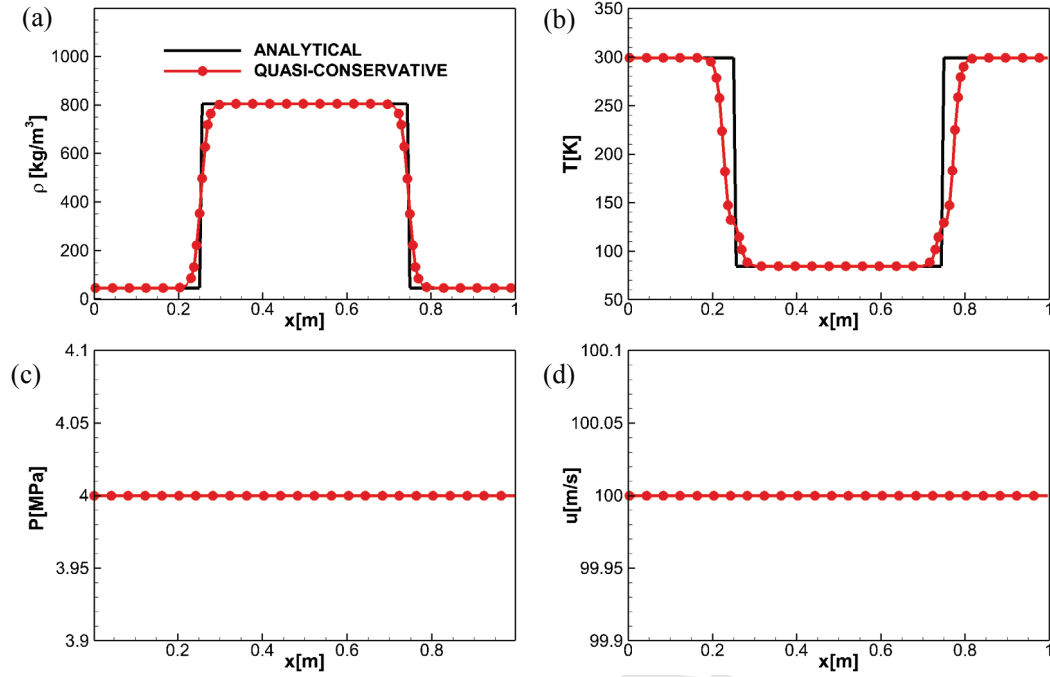 (a)
1000
800
600
400
200
0
ρ [kg/m³]
ANALYTICAL
QUASI-CONSERVATIVE
0 0.2 0.4 0.6 0.8 1
x[m]
(b)
350
300
250
200
150
100
50
T[K]
0 0.2 0.4 0.6 0.8 1
x[m]
(c)
4.1
4.05
4
3.95
3.9
P[MPa]
0.2 0.4 0.6 0.8
x[m]
(d)
100.1
100.05
100
99.95
99.9
u[m/s]
0.2 0.4 0.6 0.8
x[m]